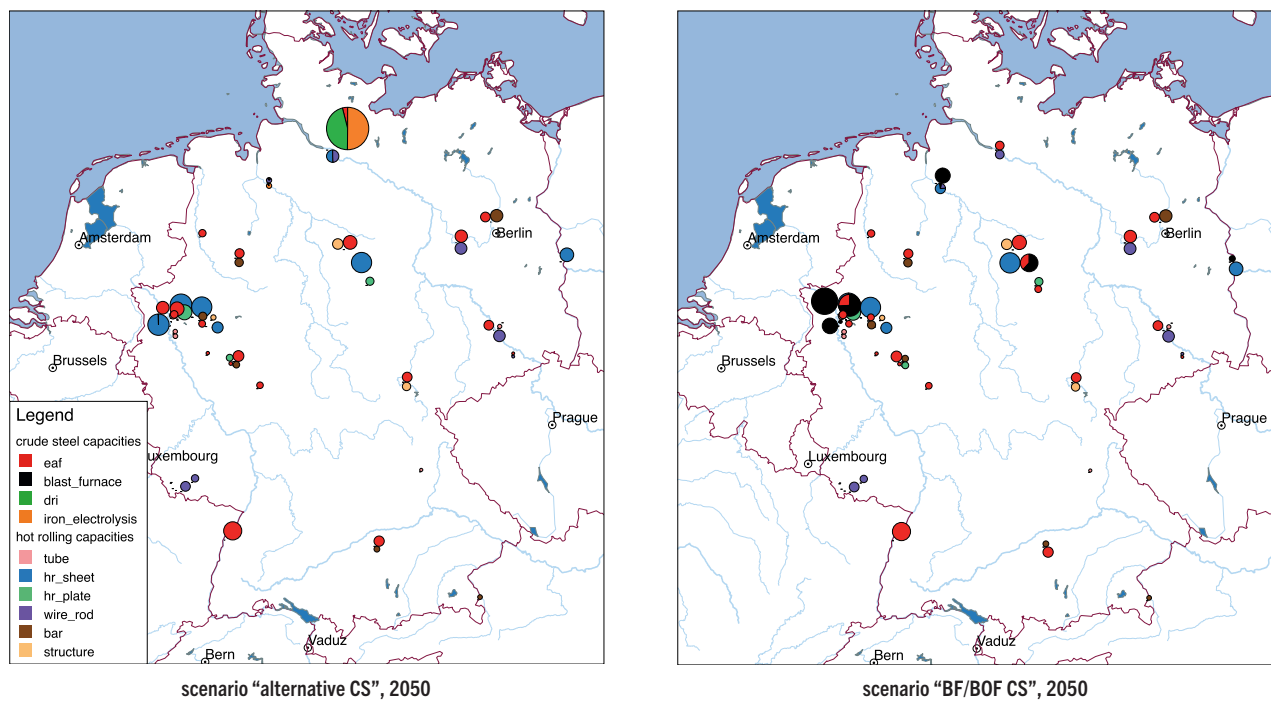 Amsterdam
Berlin
Brussels
Prague
uxembourg
Vaduz
Bern
Legend
crude steel capacities
eaf
blast_furnace
dri
iron_electrolysis
hot rolling capacities
tube
hr_sheet
hr_plate
wire_rod
bar
structure
scenario “alternative CS”, 2050
Amsterdam
Berlin
Brussels
Prague
Luxembourg
Vaduz
Bern
scenario “BF/BOF CS”, 2050